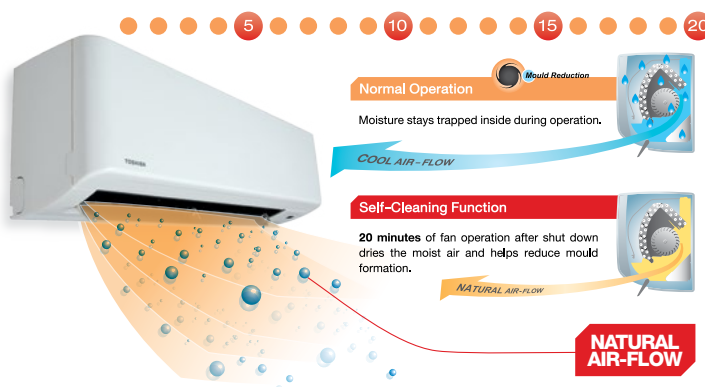 5 10 15 20
Mould Reduction
Normal Operation
Moisture stays trapped inside during operation.
COOL AIR-FLOW
TOSHIBA
Self-Cleaning Function
20 minutes of fan operation after shut down
dries the moist air and helps reduce mould
formation.
NATURAL AIR-FLOW
NATURAL
AIR-FLOW